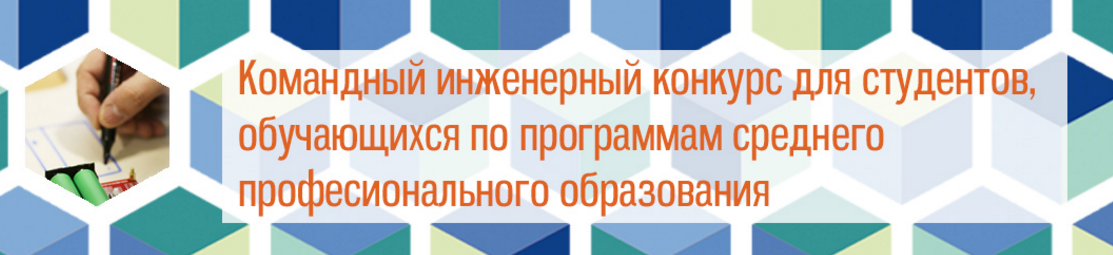 Командный инженерный конкурс для студентов,
обучающихся по программам среднего
професионального образования